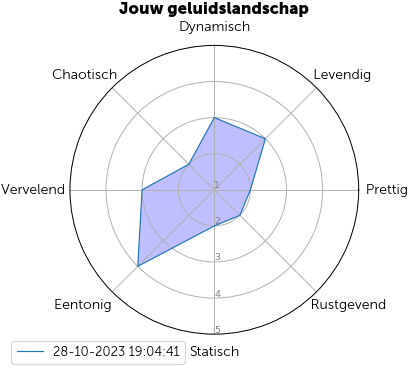 Jouw geluidslandschap
Dynamisch
Chaotisch
Levendig
Vervelend
Prettig
1
2
3
4
5
Eentonig
Rustgevend
28-10-2023 19:04:41
Statisch